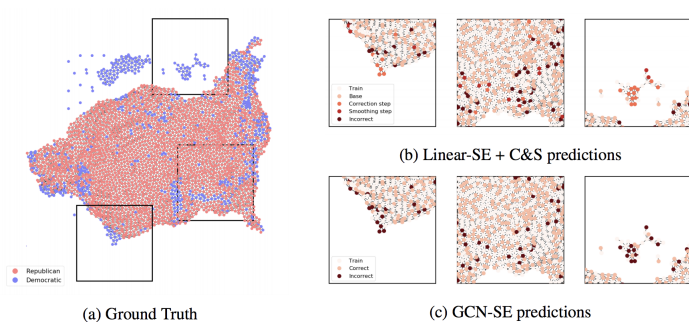 Republican
Democratic
(a) Ground Truth
Train
Base
Correction step
Smoothing step
Incorrect
(b) Linear-SE + C&S predictions
Train
Correct
Incorrect
(c) GCN-SE predictions